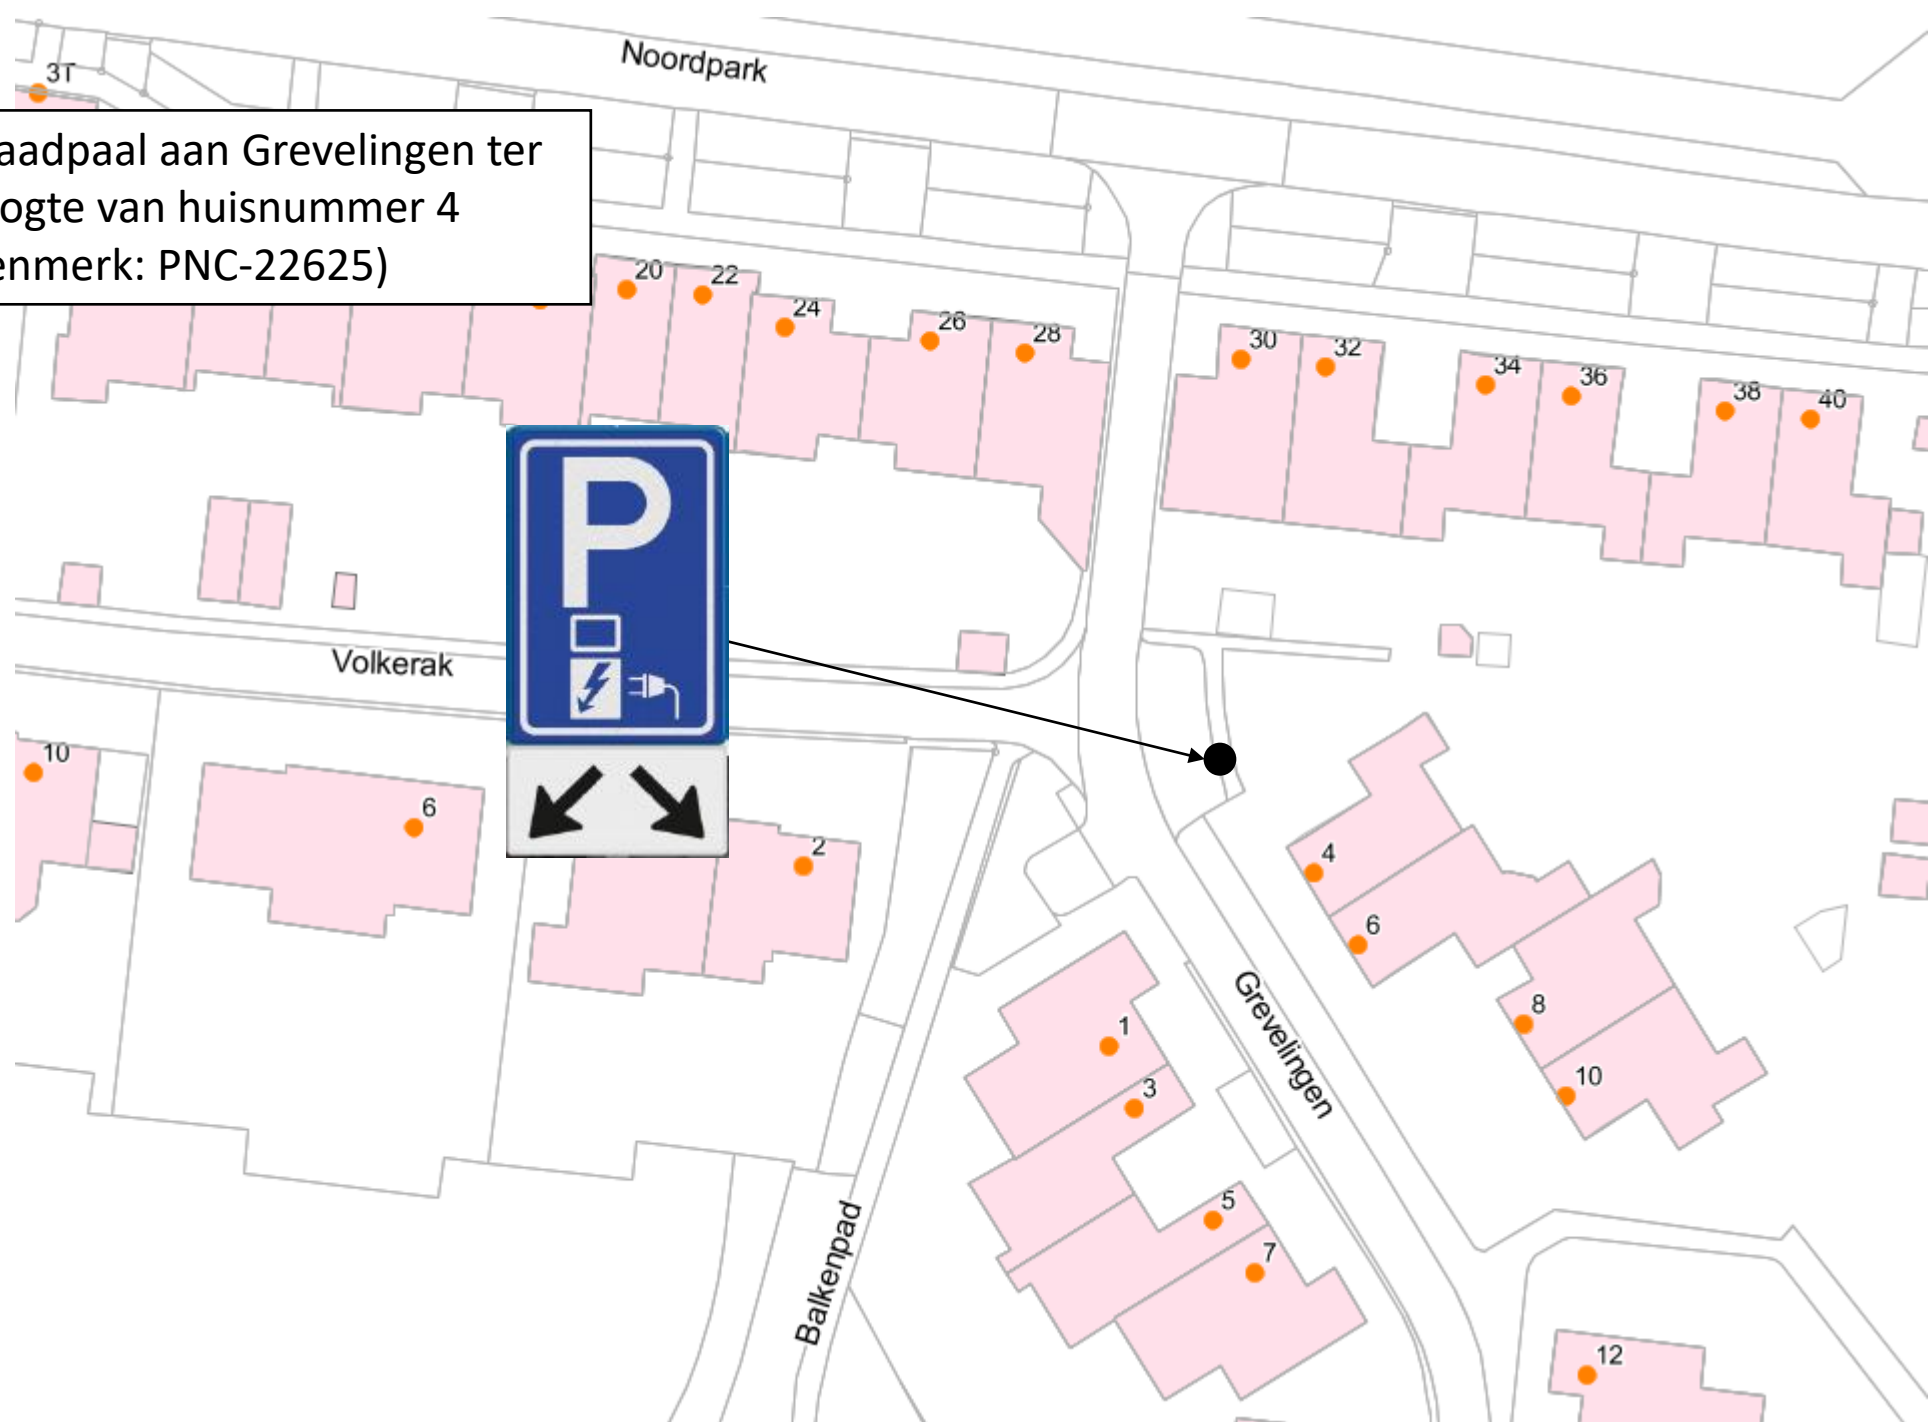 Noordpark
3T
aadpaal aan Grevelingen ter
ogte van huisnummer 4
enmerk: PNC-22625)
20
22
24
26
28
30
32
34
36
38
40
P
Volkerak
10
6
2
4
6
8
10
Grevelingen
1
3
5
7
Balkenpad
12